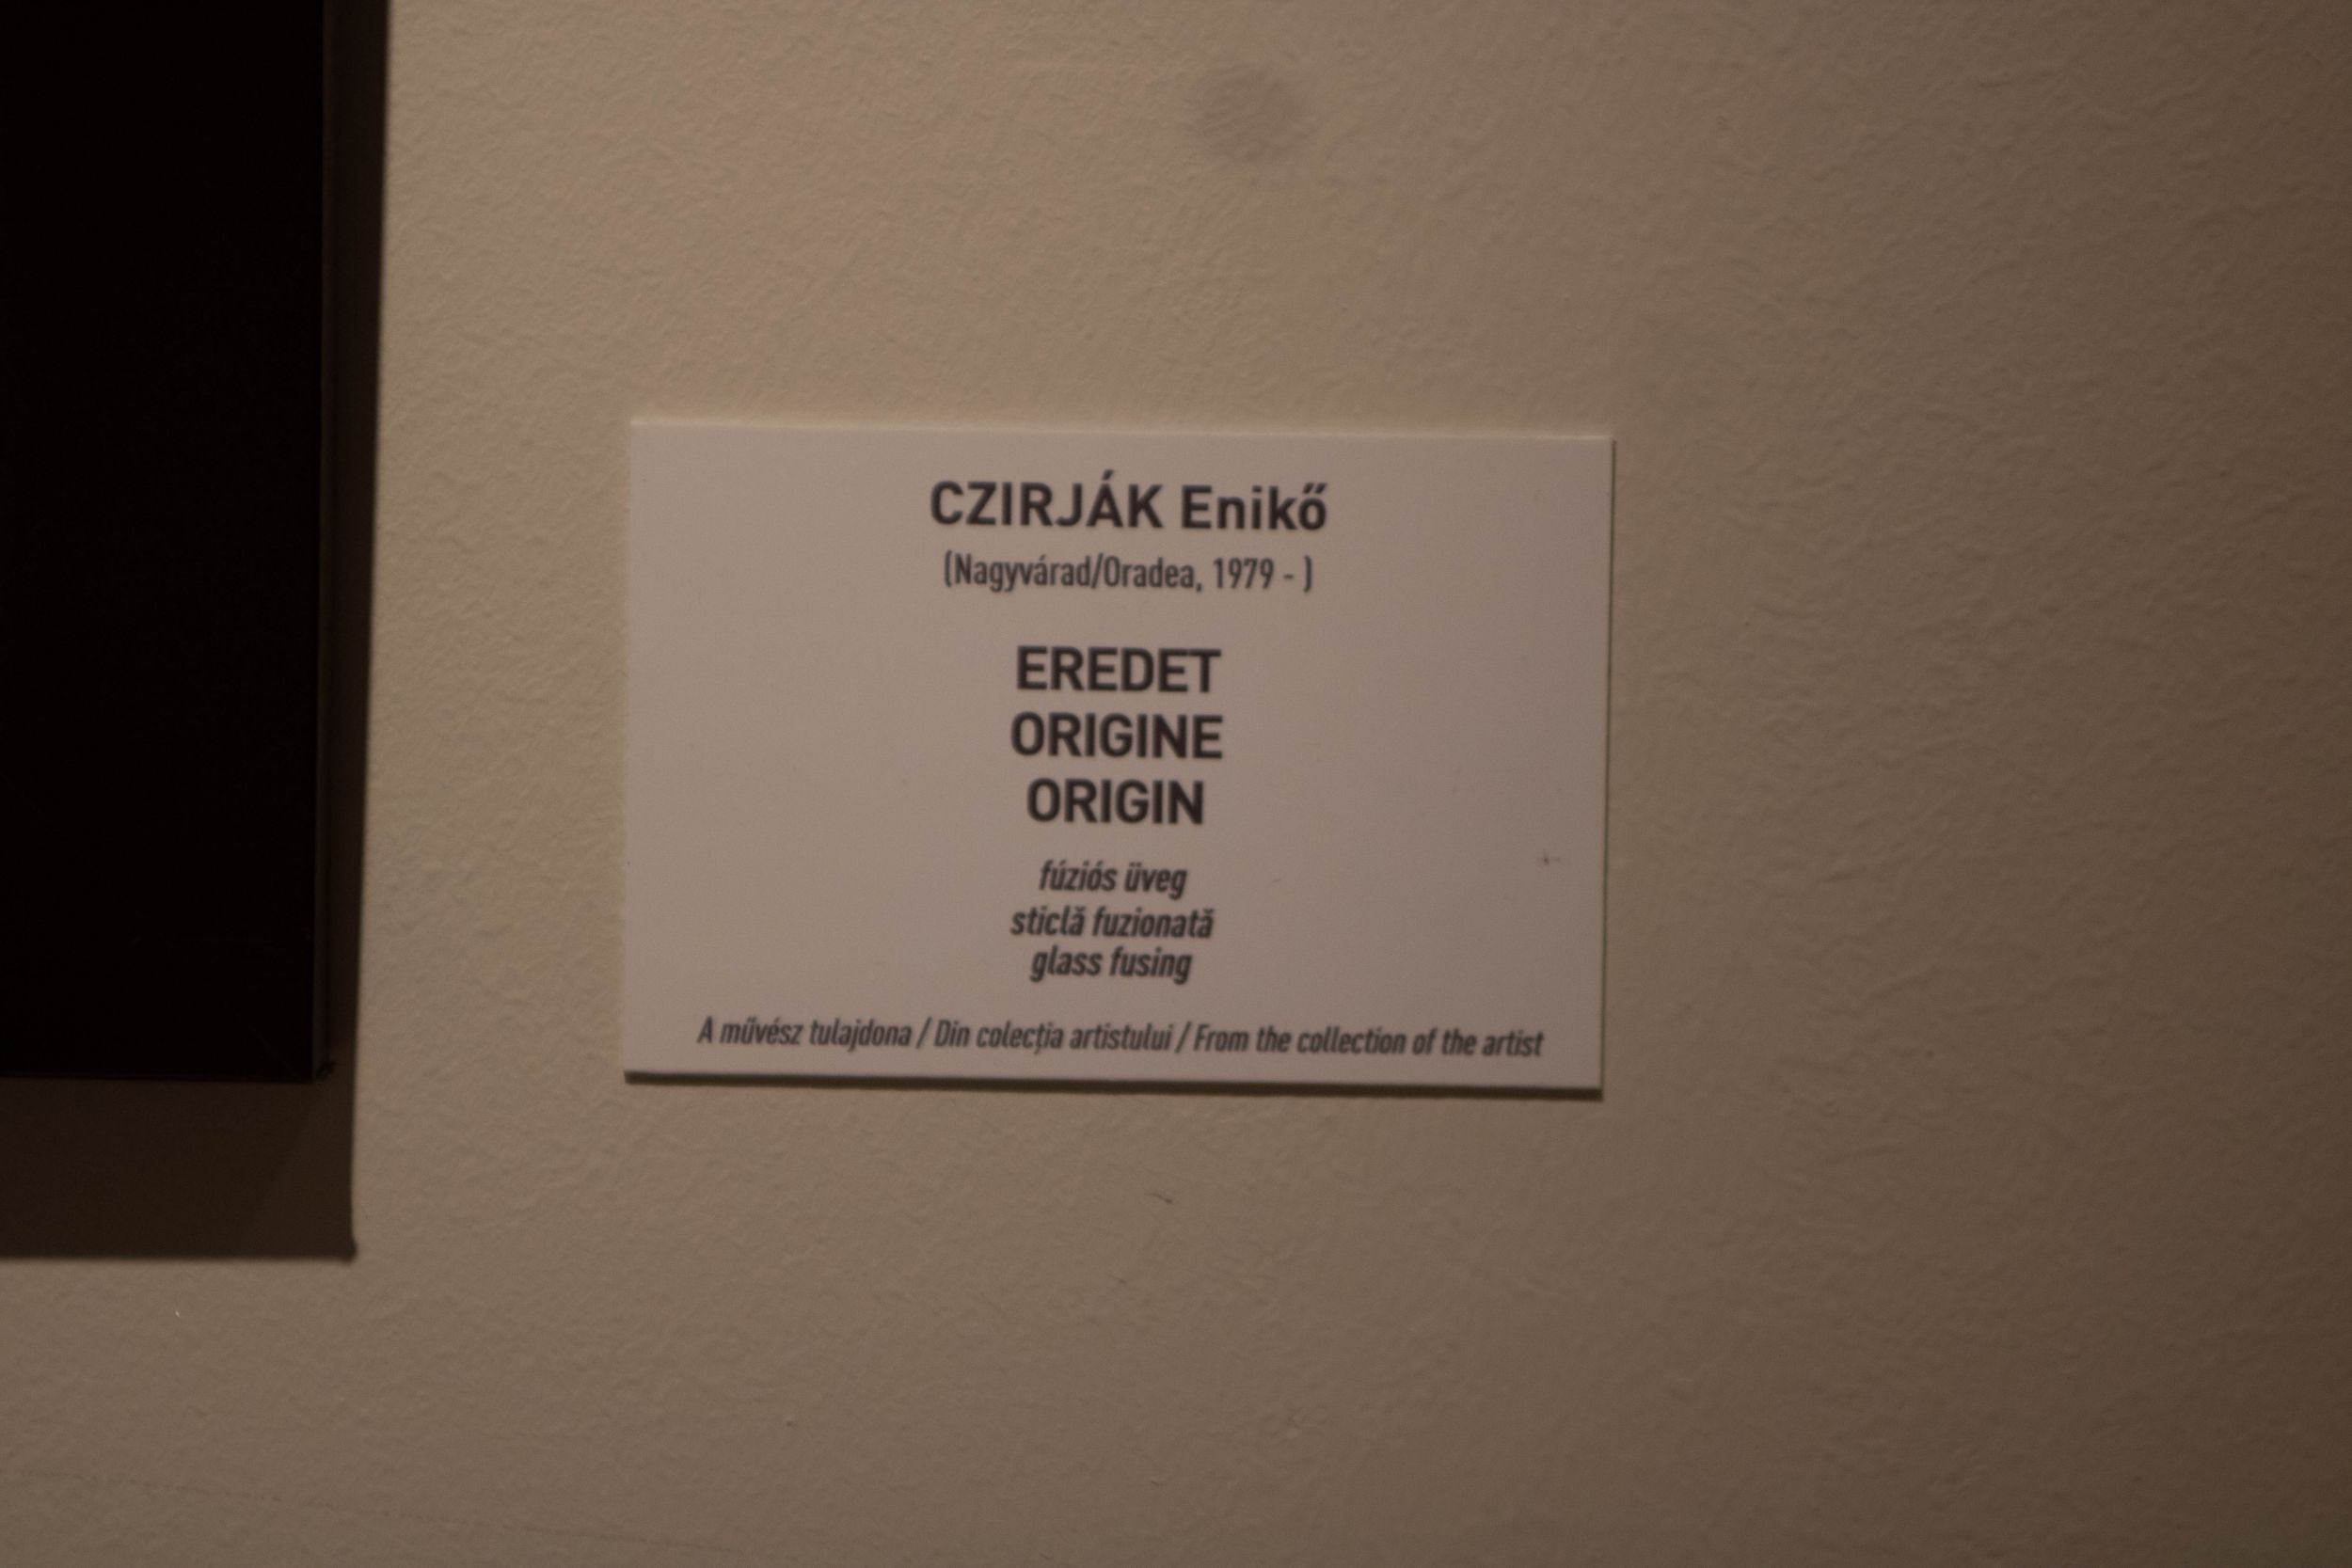 CZIRJÁK Enikő
(Nagyvárad/Oradea, 1979 - )
EREDET
ORIGINE
ORIGIN
fúziós üveg
sticlă fuzionată
glass fusing
A művész tulajdona / Din colecția artistului / From the collection of the artist